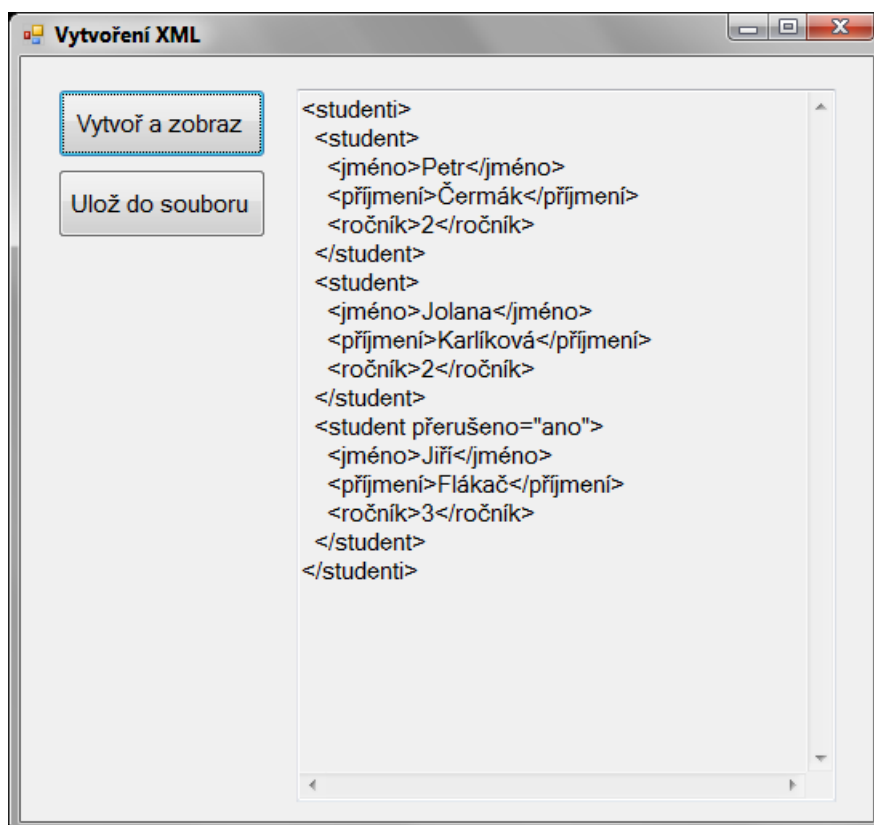 Vytvoření XML
Vytvoř a zobraz
Ulož do souboru
<studenti>
  <student>
    <jméno>Petr</jméno>
    <příjmení>Čermák</příjmení>
    <ročník>2</ročník>
  </student>
  <student>
    <jméno>Jolana</jméno>
    <příjmení>Karlíková</příjmení>
    <ročník>2</ročník>
  </student>
  <student přerušeno="ano">
    <jméno>Jiří</jméno>
    <příjmení>Flákač</příjmení>
    <ročník>3</ročník>
  </student>
</studenti>